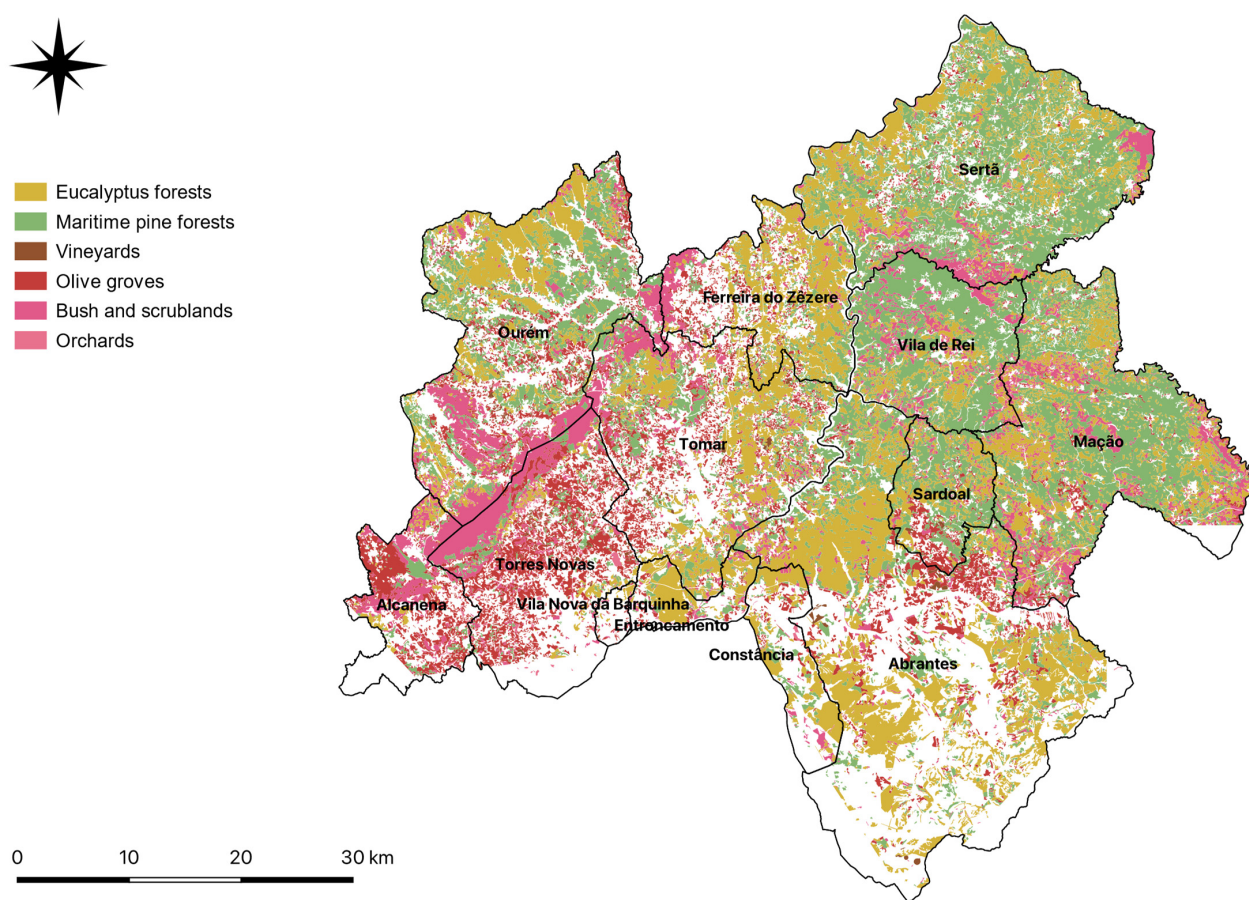 Eucalyptus forests
Maritime pine forests
Vineyards
Olive groves
Bush and scrublands
Orchards
Sertã
Ferreira do Zêzere
Ourém
Vila de Rei
Tomar
Mação
Sardoal
Torres Novas
Alcanena
Vila Nova da Barquinha
Entroncamento
Constância
Abrantes
0 10 20 30 km